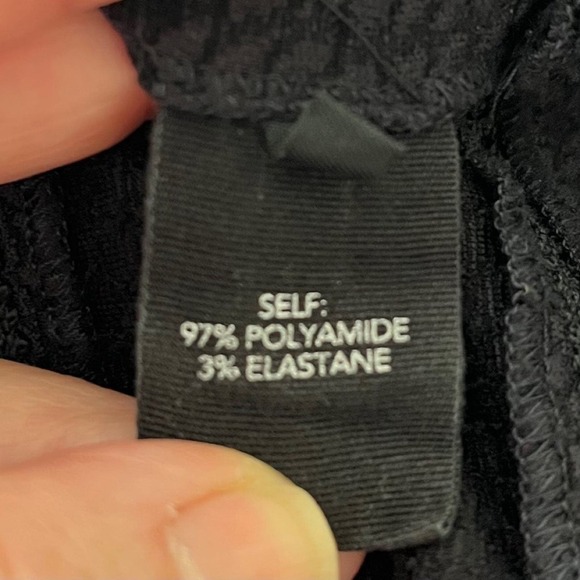 SELF:
97% POLYAMIDE
3% ELASTANE